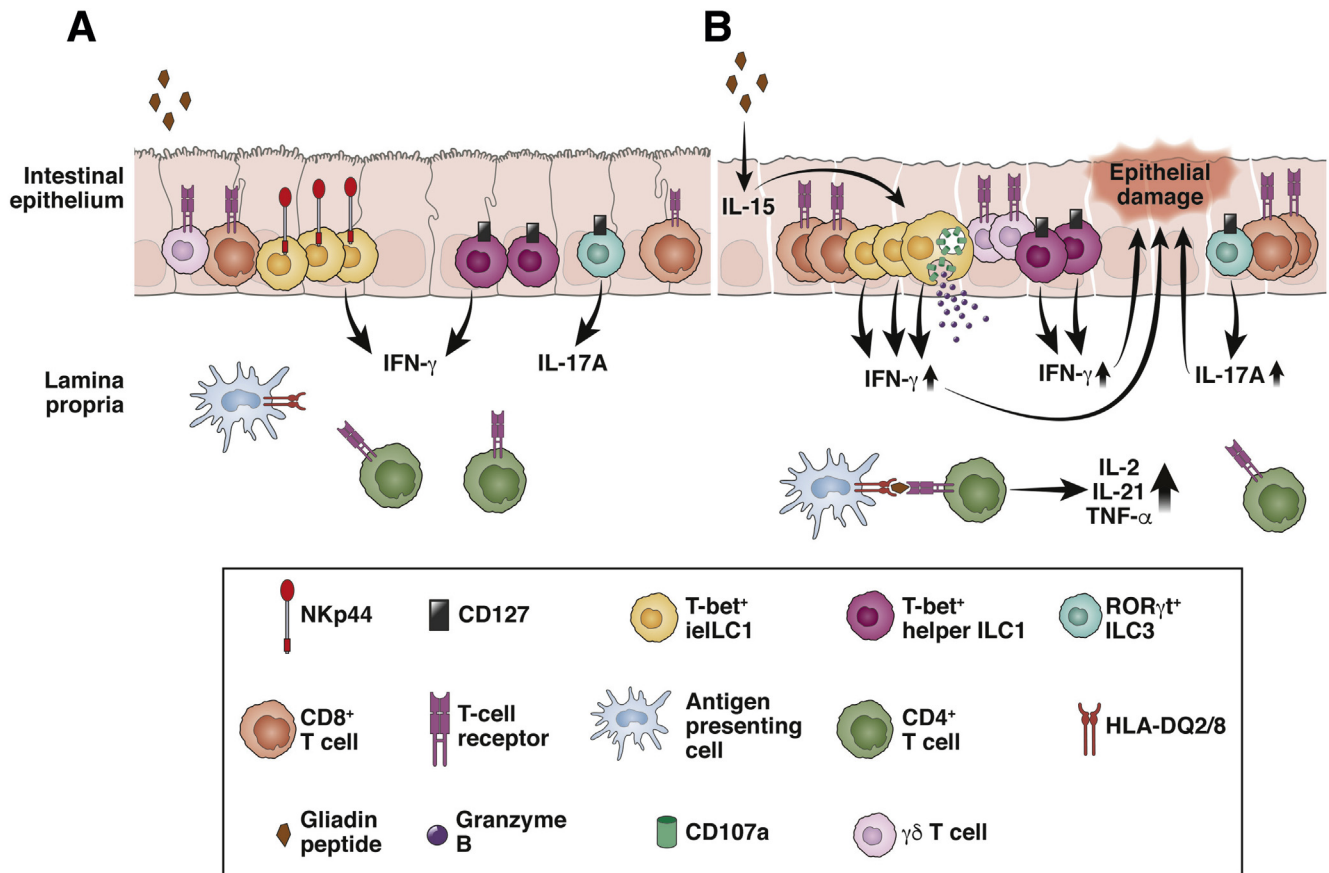 A
B
Intestinal
epithelium
IL-15
Epithelial
damage
IFN-γ
IL-17A
IFN-γ
IFN-γ
IL-17A
Lamina
propria
IL-2
IL-21
TNF-α
NKp44
CD127
T-bet⁺
ieILC1
T-bet⁺
helper ILC1
RORγt⁺
ILC3
CD8⁺
T cell
T-cell
receptor
Antigen
presenting
cell
CD4⁺
T cell
HLA-DQ2/8
Gliadin
peptide
Granzyme
B
CD107a
γδ T cell